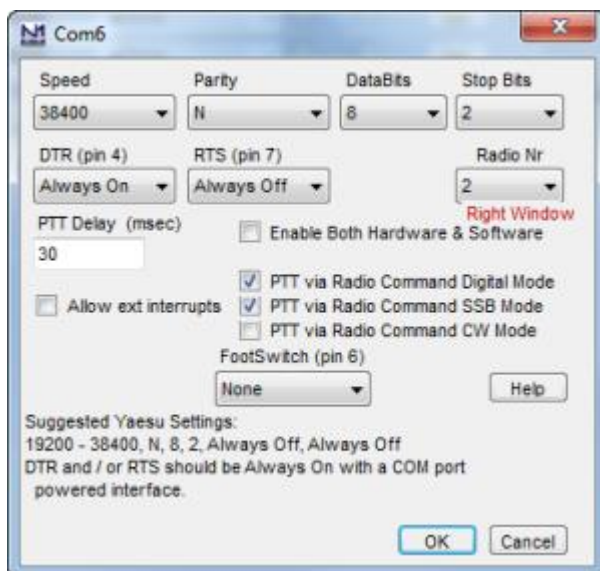 Com6
Speed Parity DataBits Stop Bits
38400 N 8 2
DTR (pin 4) RTS (pin 7) Radio Nr
Always On Always Off 2
Right Window
PTT Delay (msec) Enable Both Hardware & Software
30
PTT via Radio Command Digital Mode
Allow ext interrupts PTT via Radio Command SSB Mode
PTT via Radio Command CW Mode
FootSwitch (pin 6)
None Help
Suggested Yaesu Settings:
19200 - 38400, N, 8, 2, Always Off, Always Off
DTR and / or RTS should be Always On with a COM port
powered interface.
OK Cancel